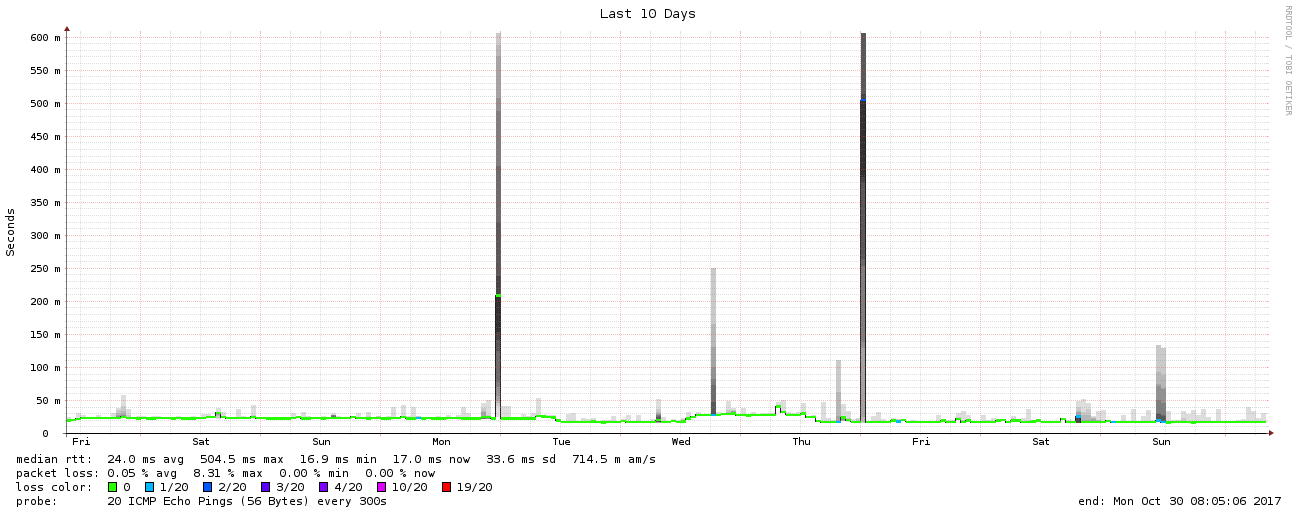 Last 10 Days
RRDTOOL / TOBI OETIKER
Seconds
600 m
550 m
500 m
450 m
400 m
350 m
300 m
250 m
200 m
150 m
100 m
50 m
0
Fri Sat Sun Mon Tue Wed Thu Fri Sat Sun
median rtt: 24.0 ms avg 504.5 ms max 16.9 ms min 17.0 ms now 33.6 ms sd 714.5 m am/s
packet loss: 0.05 % avg 8.31 % max 0.00 % min 0.00 % now
loss color: 0 1/20 2/20 3/20 4/20 10/20 19/20
probe: 20 ICMP Echo Pings (56 Bytes) every 300s end: Mon Oct 30 08:05:06 2017